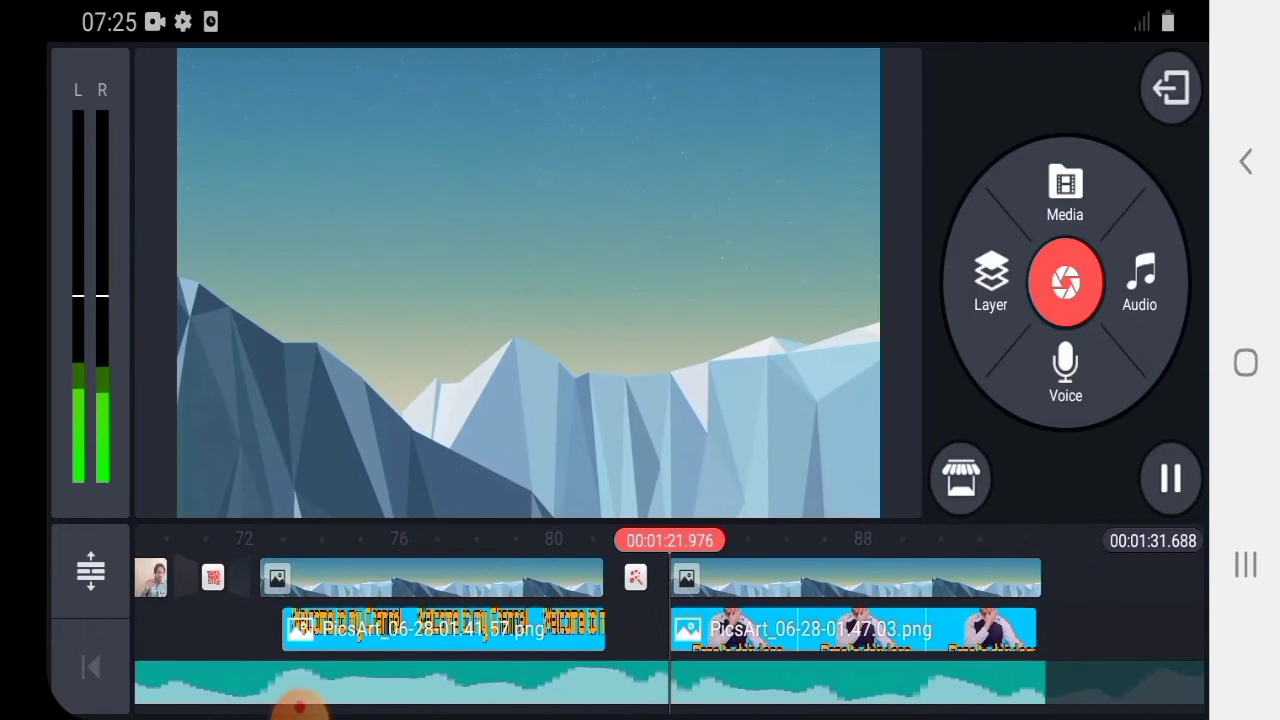 07:25
L R
Media
Layer
Audio
Voice
72 76 80 00:01:21.976 88 00:01:31.688
PicsArt_06-28-01.41.57.png
PicsArt_06-28-01.47.03.png